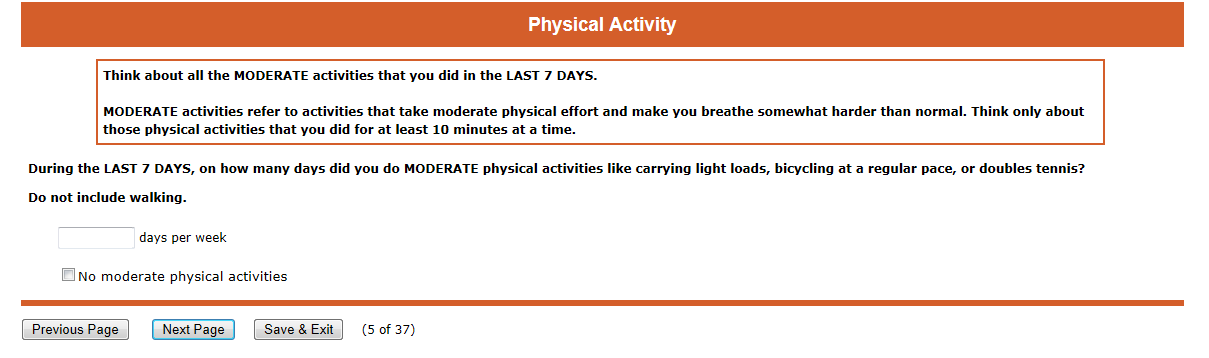 Physical Activity
Think about all the MODERATE activities that you did in the LAST 7 DAYS.
MODERATE activities refer to activities that take moderate physical effort and make you breathe somewhat harder than normal. Think only about
those physical activities that you did for at least 10 minutes at a time.
During the LAST 7 DAYS, on how many days did you do MODERATE physical activities like carrying light loads, bicycling at a regular pace, or doubles tennis?
Do not include walking.
days per week
No moderate physical activities
Previous Page Next Page Save & Exit (5 of 37)